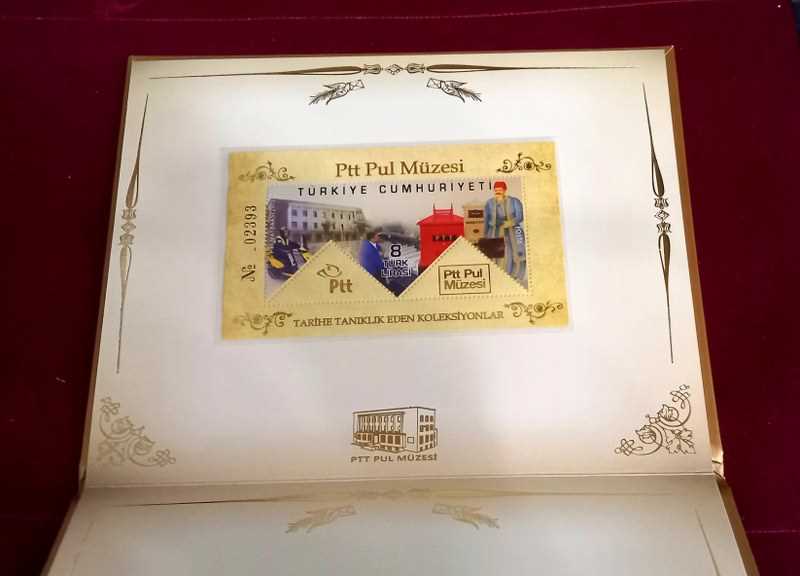 Ptt Pul Müzesi
TÜRKİYE CUMHURİYETİ
№ 02393
8
TÜRK
LİRASI
Ptt
Ptt Pul
Müzesi
TARİHE TANIKLIK EDEN KOLEKSİYONLAR
PTT PUL MÜZESİ